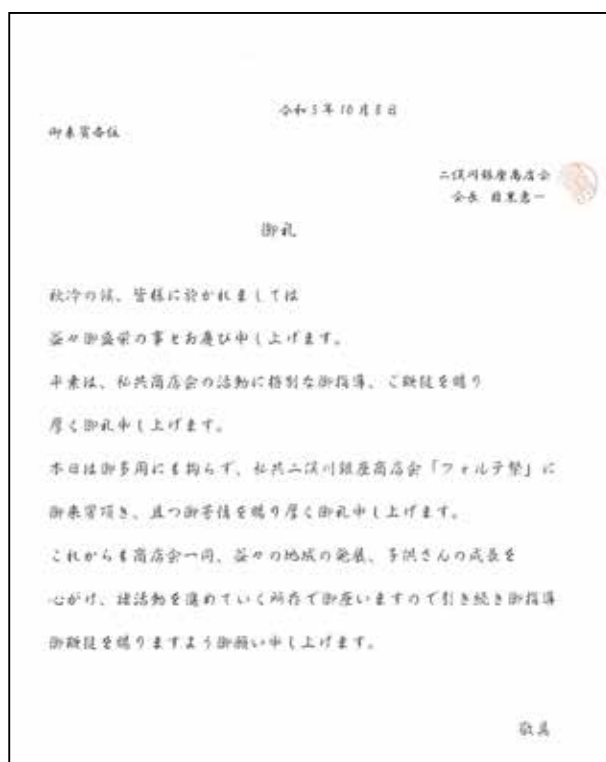 令和5年10月8日
御来賓各位
二俣川銀座商店会
会長 目黒恵一
御礼
秋冷の候、皆様に於かれましては
益々御盛栄の事とお慶び申し上げます。
平素は、私共商店会の活動に格別な御指導、ご鞭撻を賜り
厚く御礼申し上げます。
本日は御多用にも拘らず、私共二俣川銀座商店会「フォルテ祭」に
御来賓頂き、且つ御芳情を賜り厚く御礼申し上げます。
これからも商店会一同、益々の地域の発展、子供さんの成長を
心がけ、諸活動を進めていく所存で御座いますので引き続き御指導
御鞭撻を賜りますよう御願い申し上げます。
敬具